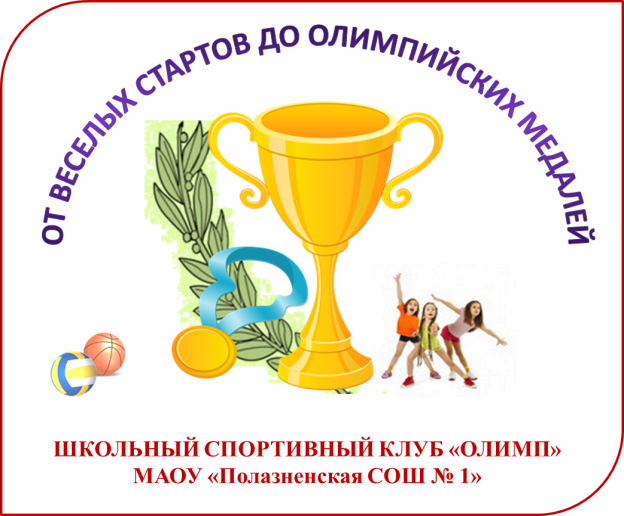 ОТ ВЕСЕЛЫХ СТАРТОВ ДО ОЛИМПИЙСКИХ МЕДАЛЕЙ
ШКОЛЬНЫЙ СПОРТИВНЫЙ КЛУБ «ОЛИМП»
МАОУ «Полазненская СОШ № 1»